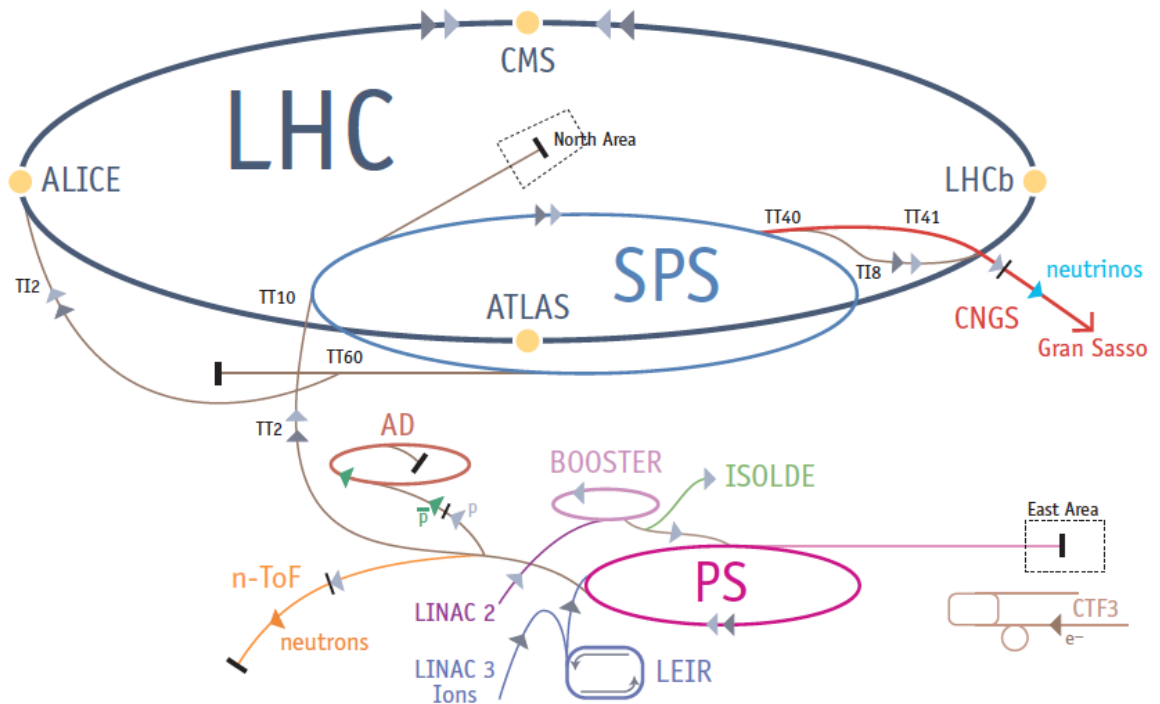 CMS
LHC
North Area
ALICE
LHCb
TT40
TT41
SPS
TI8
TI2
neutrinos
TT10
ATLAS
CNGS
Gran Sasso
TT60
AD
TT2
BOOSTER
ISOLDE
p̅
p
East Area
n-ToF
PS
LINAC 2
CTF3
neutrons
e⁻
LINAC 3
Ions
LEIR